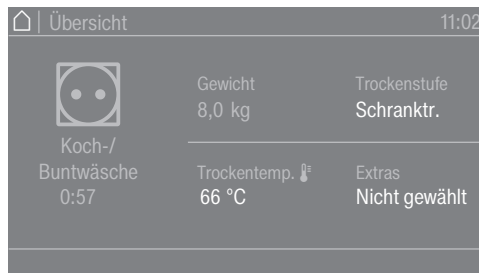 Übersicht 11:02
Gewicht
8,0 kg
Trockenstufe
Schranktr.
Koch-/
Buntwäsche
0:57
Trockentemp.
66 °C
Extras
Nicht gewählt